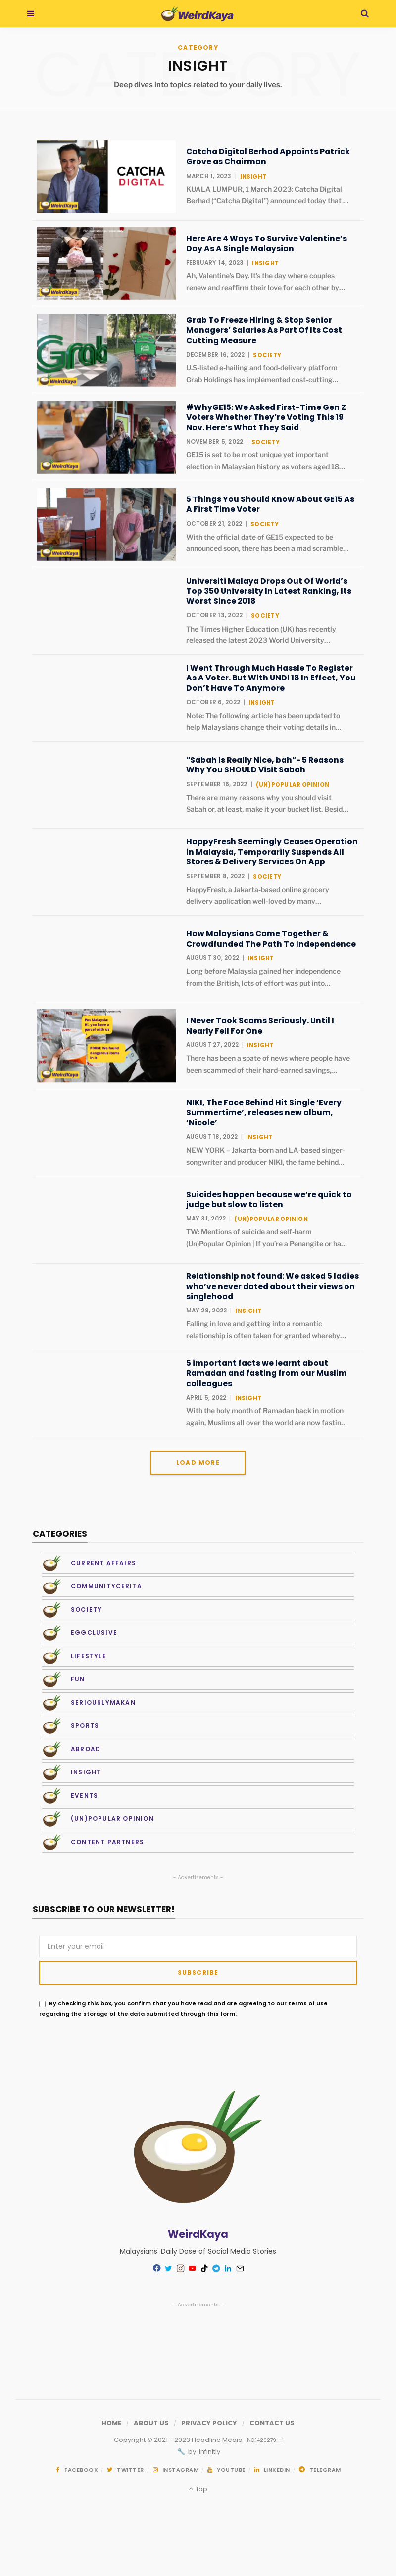 WeirdKaya
CATEGORY
CATEGORY
INSIGHT
Deep dives into topics related to your daily lives.
CATCHA
DIGITAL
WeirdKaya
Catcha Digital Berhad Appoints Patrick
Grove as Chairman
MARCH 1, 2023 | INSIGHT
KUALA LUMPUR, 1 March 2023: Catcha Digital
Berhad (“Catcha Digital”) announced today that ...
WeirdKaya
Here Are 4 Ways To Survive Valentine’s
Day As A Single Malaysian
FEBRUARY 14, 2023 | INSIGHT
Ah, Valentine’s Day. It’s the day where couples
renew and reaffirm their love for each other by...
Grab
WeirdKaya
Grab To Freeze Hiring & Stop Senior
Managers’ Salaries As Part Of Its Cost
Cutting Measure
DECEMBER 16, 2022 | SOCIETY
U.S-listed e-hailing and food-delivery platform
Grab Holdings has implemented cost-cutting...
WeirdKaya
#WhyGE15: We Asked First-Time Gen Z
Voters Whether They’re Voting This 19
Nov. Here’s What They Said
NOVEMBER 5, 2022 | SOCIETY
GE15 is set to be most unique yet important
election in Malaysian history as voters aged 18...
WeirdKaya
5 Things You Should Know About GE15 As
A First Time Voter
OCTOBER 21, 2022 | SOCIETY
With the official date of GE15 expected to be
announced soon, there has been a mad scramble...
Universiti Malaya Drops Out Of World’s
Top 350 University In Latest Ranking, Its
Worst Since 2018
OCTOBER 13, 2022 | SOCIETY
The Times Higher Education (UK) has recently
released the latest 2023 World University...
I Went Through Much Hassle To Register
As A Voter. But With UNDI 18 In Effect, You
Don’t Have To Anymore
OCTOBER 6, 2022 | INSIGHT
Note: The following article has been updated to
help Malaysians change their voting details in...
“Sabah Is Really Nice, bah”- 5 Reasons
Why You SHOULD Visit Sabah
SEPTEMBER 16, 2022 | (UN)POPULAR OPINION
There are many reasons why you should visit
Sabah or, at least, make it your bucket list. Besid...
HappyFresh Seemingly Ceases Operation
in Malaysia, Temporarily Suspends All
Stores & Delivery Services On App
SEPTEMBER 8, 2022 | SOCIETY
HappyFresh, a Jakarta-based online grocery
delivery application well-loved by many...
How Malaysians Came Together &
Crowdfunded The Path To Independence
AUGUST 30, 2022 | INSIGHT
Long before Malaysia gained her independence
from the British, lots of effort was put into...
WeirdKaya
I Never Took Scams Seriously. Until I
Nearly Fell For One
AUGUST 27, 2022 | INSIGHT
There has been a spate of news where people have
been scammed of their hard-earned savings,...
NIKI, The Face Behind Hit Single ‘Every
Summertime’, releases new album,
‘Nicole’
AUGUST 18, 2022 | INSIGHT
NEW YORK – Jakarta-born and LA-based singer-
songwriter and producer NIKI, the fame behind...
Suicides happen because we’re quick to
judge but slow to listen
MAY 31, 2022 | (UN)POPULAR OPINION
TW: Mentions of suicide and self-harm
(Un)Popular Opinion | If you’re a Penangite or ha...
Relationship not found: We asked 5 ladies
who’ve never dated about their views on
singlehood
MAY 28, 2022 | INSIGHT
Falling in love and getting into a romantic
relationship is often taken for granted whereby...
5 important facts we learnt about
Ramadan and fasting from our Muslim
colleagues
APRIL 5, 2022 | INSIGHT
With the holy month of Ramadan back in motion
again, Muslims all over the world are now fastin...
LOAD MORE
CATEGORIES
CURRENT AFFAIRS
COMMUNITYCERITA
SOCIETY
EGGCLUSIVE
LIFESTYLE
FUN
SERIOUSLYMAKAN
SPORTS
ABROAD
INSIGHT
EVENTS
(UN)POPULAR OPINION
CONTENT PARTNERS
- Advertisements -
SUBSCRIBE TO OUR NEWSLETTER!
Enter your email
SUBSCRIBE
By checking this box, you confirm that you have read and are agreeing to our terms of use
regarding the storage of the data submitted through this form.
WeirdKaya
Malaysians' Daily Dose of Social Media Stories
- Advertisements -
HOME / ABOUT US / PRIVACY POLICY / CONTACT US
Copyright © 2021 - 2023 Headline Media | NO1426279-H
by Infinitly
FACEBOOK TWITTER INSTAGRAM YOUTUBE LINKEDIN TELEGRAM
Top